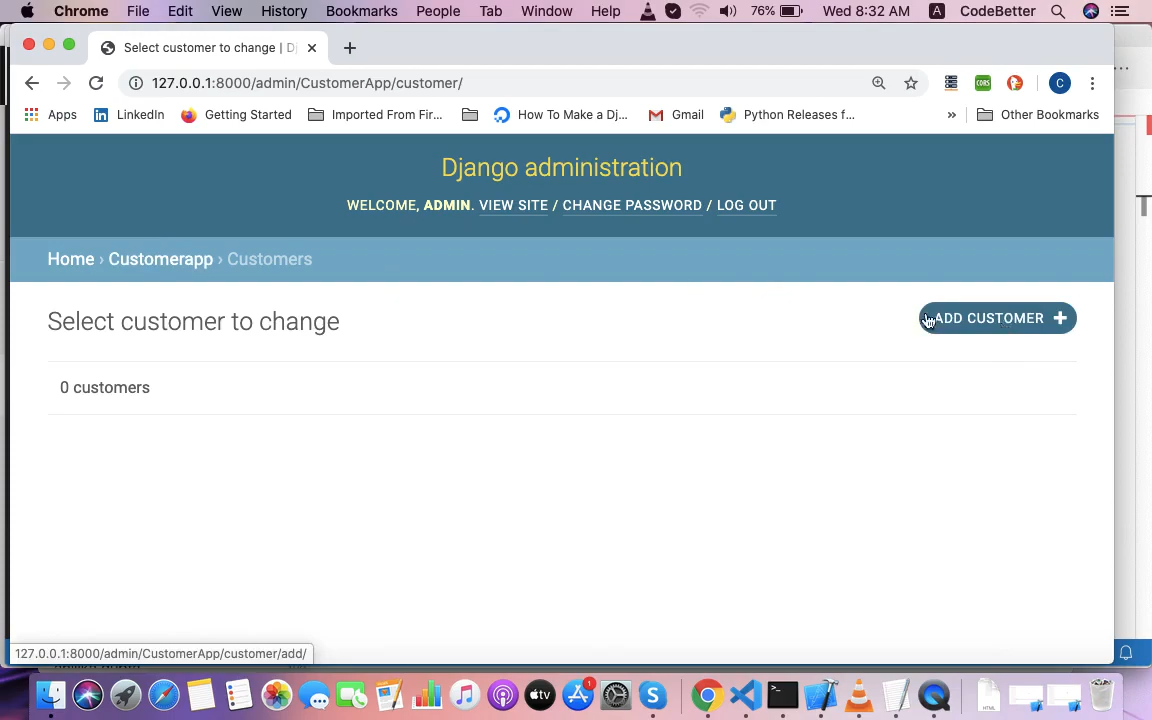 Chrome File Edit View History Bookmarks People Tab Window Help 76% Wed 8:32 AM A CodeBetter
Select customer to change | Dj
127.0.0.1:8000/admin/CustomerApp/customer/ C
Apps LinkedIn Getting Started Imported From Fir... How To Make a Dj... Gmail Python Releases f... » Other Bookmarks
Django administration
WELCOME, ADMIN. VIEW SITE / CHANGE PASSWORD / LOG OUT
Home › Customerapp › Customers
Select customer to change
ADD CUSTOMER +
0 customers
127.0.0.1:8000/admin/CustomerApp/customer/add/